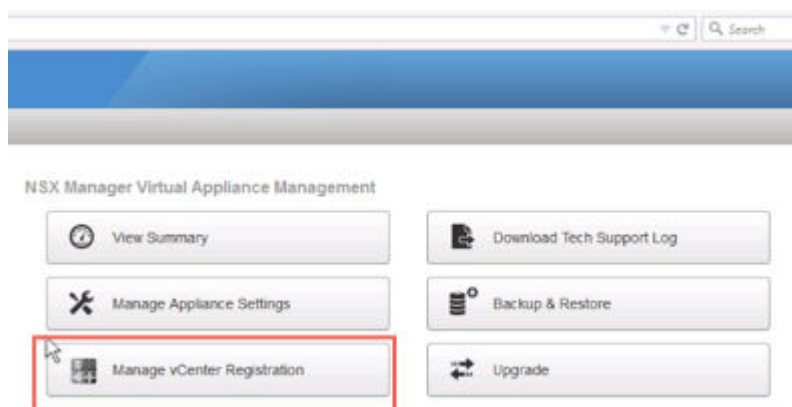 Search
NSX Manager Virtual Appliance Management
View Summary
Download Tech Support Log
Manage Appliance Settings
Backup & Restore
Manage vCenter Registration
Upgrade